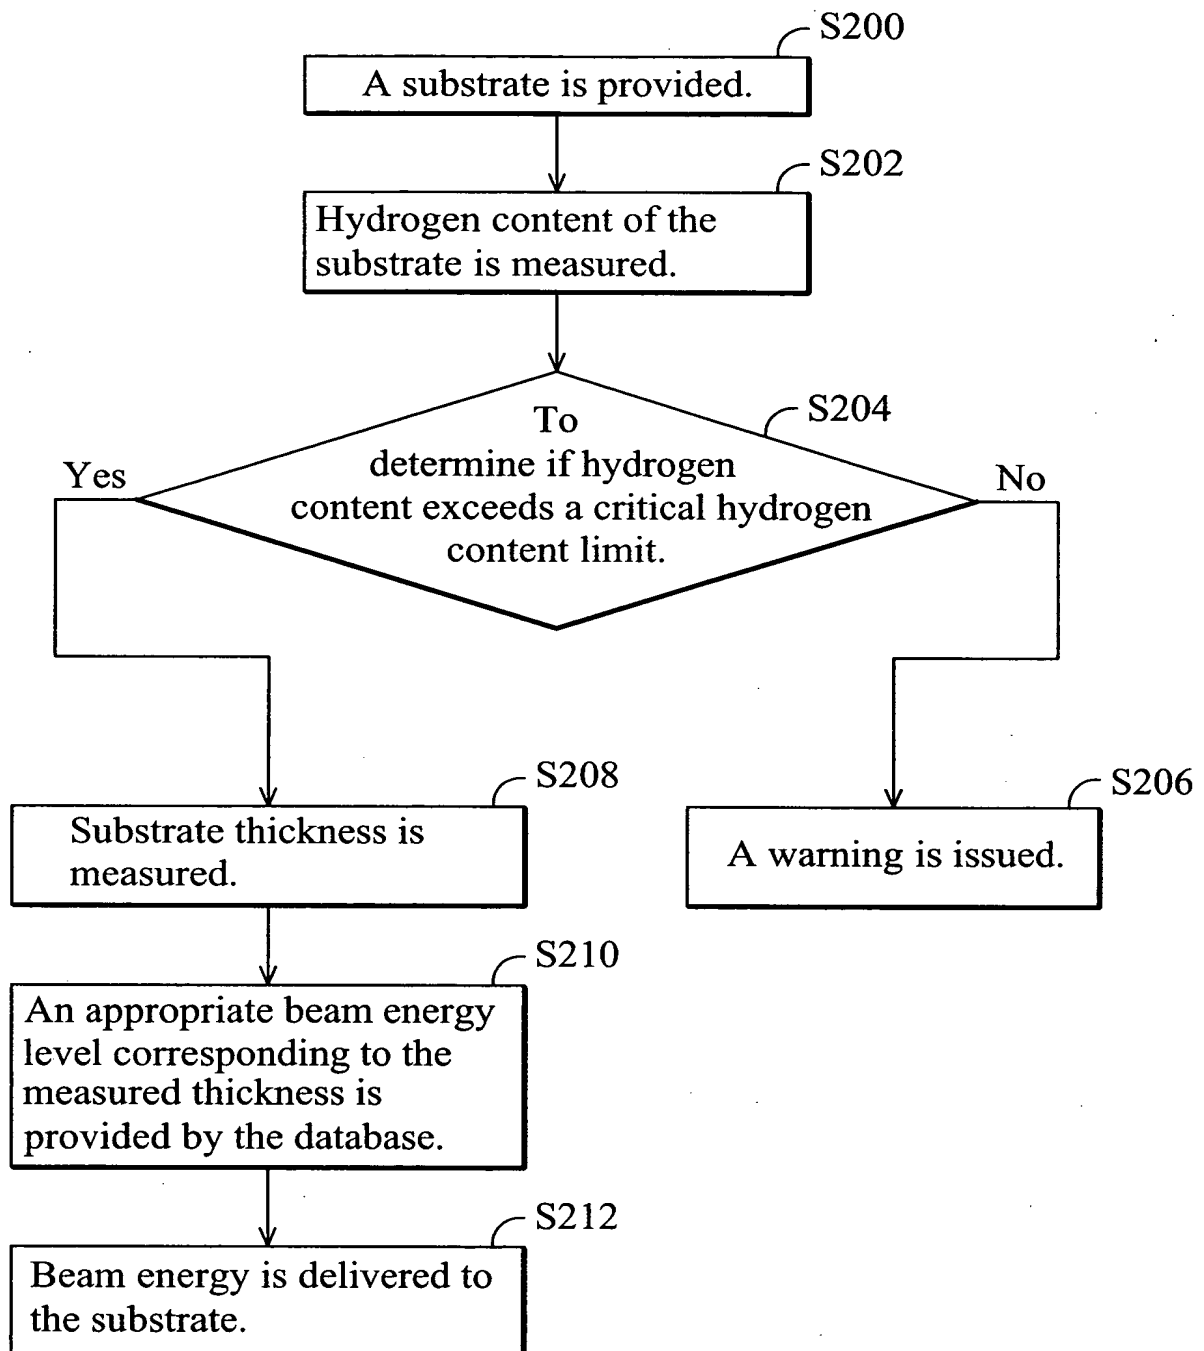 S200
A substrate is provided.
S202
Hydrogen content of the
substrate is measured.
S204
To
determine if hydrogen
content exceeds a critical hydrogen
content limit.
Yes
No
S208
Substrate thickness is
measured.
S206
A warning is issued.
S210
An appropriate beam energy
level corresponding to the
measured thickness is
provided by the database.
S212
Beam energy is delivered to
the substrate.